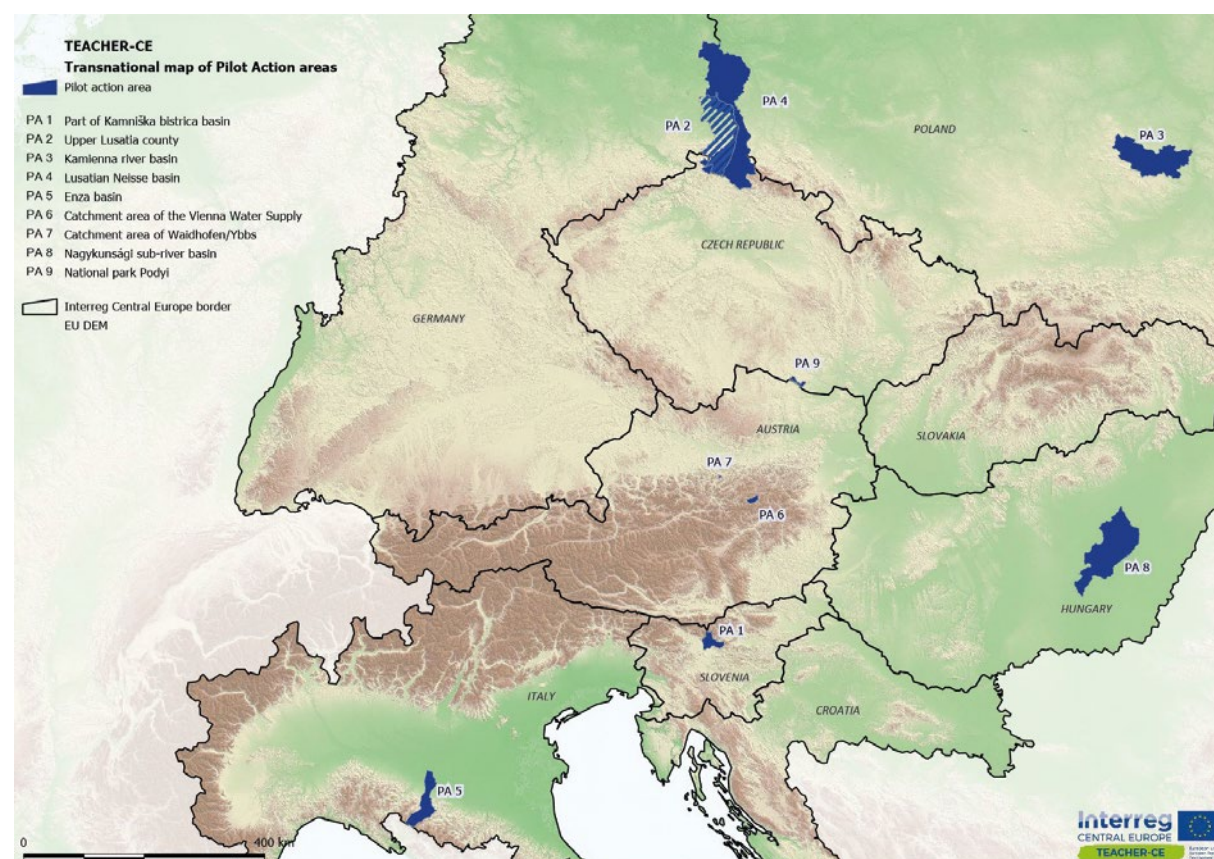 TEACHER-CE
Transnational map of Pilot Action areas
Pilot action area
PA 1 Part of Kamniška bistrica basin
PA 2 Upper Lusatia county
PA 3 Kamienna river basin
PA 4 Lusatian Neisse basin
PA 5 Enza basin
PA 6 Catchment area of the Vienna Water Supply
PA 7 Catchment area of Waidhofen/Ybbs
PA 8 Nagykunsági sub-river basin
PA 9 National park Podyi
Interreg Central Europe border
EU DEM
PA 4
PA 2
POLAND
PA 3
CZECH REPUBLIC
GERMANY
PA 9
AUSTRIA
SLOVAKIA
PA 7
PA 6
PA 8
HUNGARY
PA 1
SLOVENIA
ITALY
CROATIA
PA 5
0 400 km
Interreg
CENTRAL EUROPE
TEACHER-CE